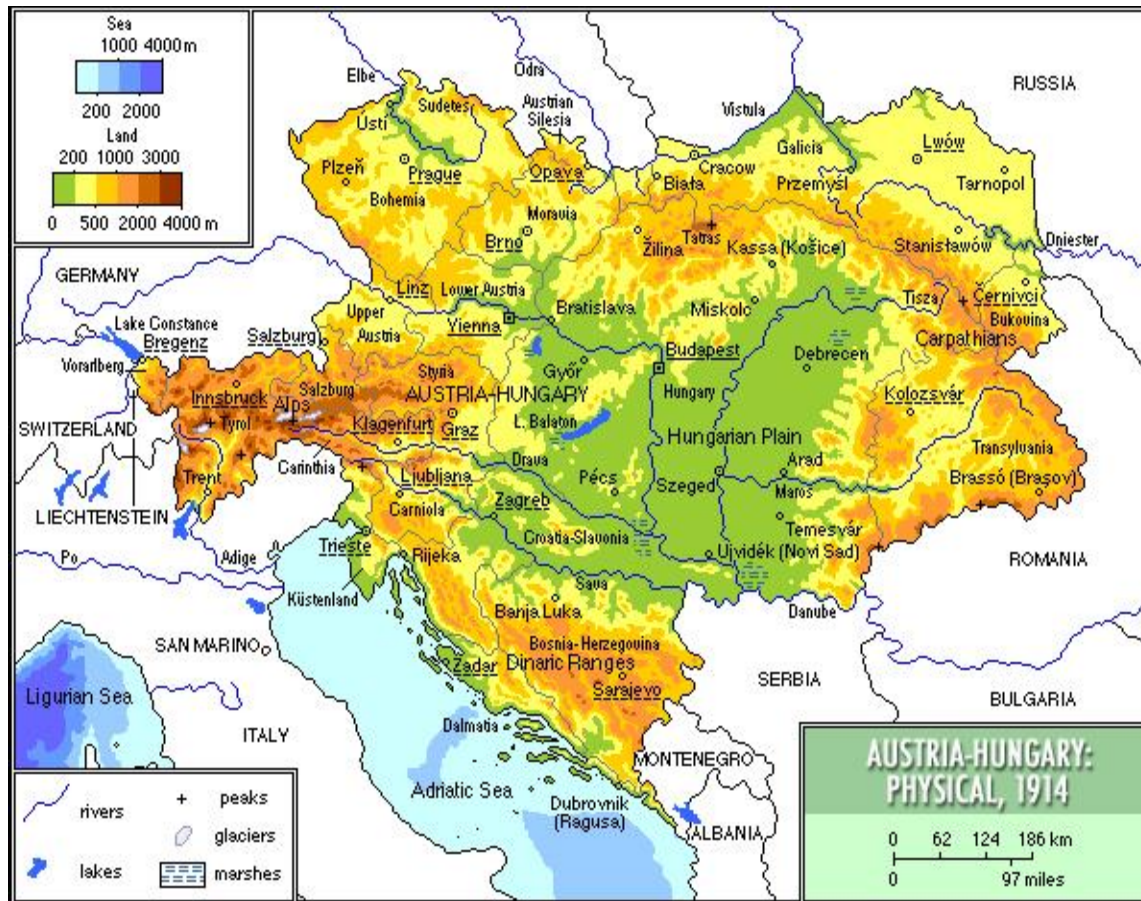 Sea
1000 4000 m
200 2000
Land
200 1000 3000
0 500 2000 4000 m
Elbe
Odra
Sudetes
Austrian
Silesia
Vistula
RUSSIA
Usti
Plzeň
Prague
Opava
Cracow
Galicia
Lwów
Biała
Przemyśl
Tarnopol
Bohemia
Moravia
Brno
Žilina
Tatras
Kassa (Košice)
Stanisławów
Dniester
GERMANY
Linz
Lower Austria
Bratislava
Miskolc
Tisza
Černivci
Bukovina
Lake Constance
Bregenz
Salzburg
Upper
Austria
Vienna
Budapest
Debrecen
Carpathians
Vorarlberg
Győr
Innsbruck
Alps
Salzburg
Styria
AUSTRIA-HUNGARY
Hungary
Kolozsvár
SWITZERLAND
Tyrol
Klagenfurt
Graz
L. Balaton
Hungarian Plain
Transylvania
Trent
Carinthia
Ljubljana
Drava
Pécs
Szeged
Arad
Maros
Brassó (Braşov)
LIECHTENSTEIN
Carniola
Zagreb
Temesvár
Trieste
Rijeka
Croatia-Slavonia
Ujvidék (Novi Sad)
ROMANIA
Po
Adige
Küstenland
Sava
Banja Luka
Danube
SAN MARINO
Bosnia-Herzegovina
Zadar
Dinaric Ranges
Sarajevo
SERBIA
BULGARIA
Ligurian Sea
ITALY
Dalmatia
MONTENEGRO
Adriatic Sea
Dubrovnik
(Ragusa)
ALBANIA
rivers
peaks
glaciers
lakes
marshes
AUSTRIA-HUNGARY:
PHYSICAL, 1914
0 62 124 186 km
0 97 miles